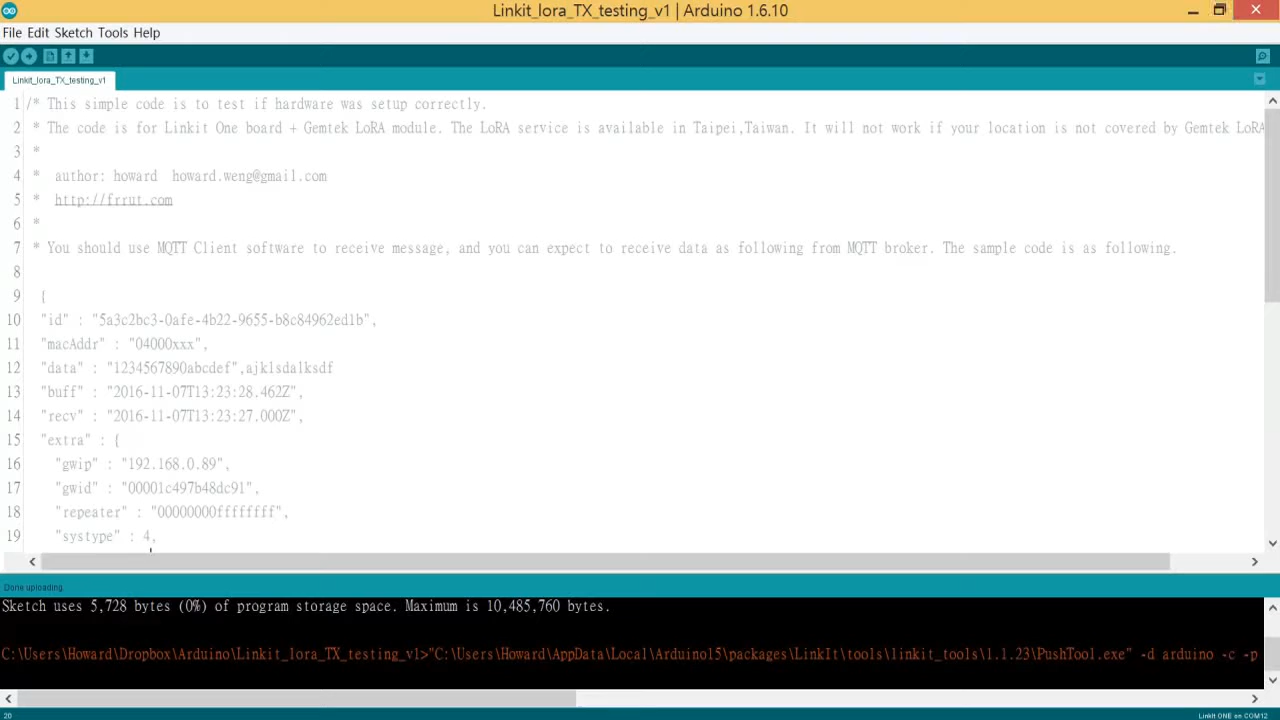 Linkit_lora_TX_testing_v1 | Arduino 1.6.10
File Edit Sketch Tools Help
Linkit_lora_TX_testing_v1
1 /* This simple code is to test if hardware was setup correctly.
2 * The code is for Linkit One board + Gemtek LoRA module. The LoRA service is available in Taipei,Taiwan. It will not work if your location is not covered by Gemtek LoRA
3 *
4 * author: howard howard.weng@gmail.com
5 * http://frrut.com
6 *
7 * You should use MQTT Client software to receive message, and you can expect to receive data as following from MQTT broker. The sample code is as following.
8
9 {
10 "id" : "5a3c2bc3-0afe-4b22-9655-b8c84962ed1b",
11 "macAddr" : "04000xxx",
12 "data" : "1234567890abcdef",ajklsdalksdf
13 "buff" : "2016-11-07T13:23:28.462Z",
14 "recv" : "2016-11-07T13:23:27.000Z",
15 "extra" : {
16 "gwip" : "192.168.0.89",
17 "gwid" : "00001c497b48dc91",
18 "repeater" : "00000000ffffffff",
19 "systype" : 4,
Done uploading.
Sketch uses 5,728 bytes (0%) of program storage space. Maximum is 10,485,760 bytes.
C:\Users\Howard\Dropbox\Arduino\Linkit_lora_TX_testing_v1>"C:\Users\Howard\AppData\Local\Arduino15\packages\LinkIt\tools\linkit_tools\1.1.23\PushTool.exe" -d arduino -c -p
20
LinkIt ONE on COM12